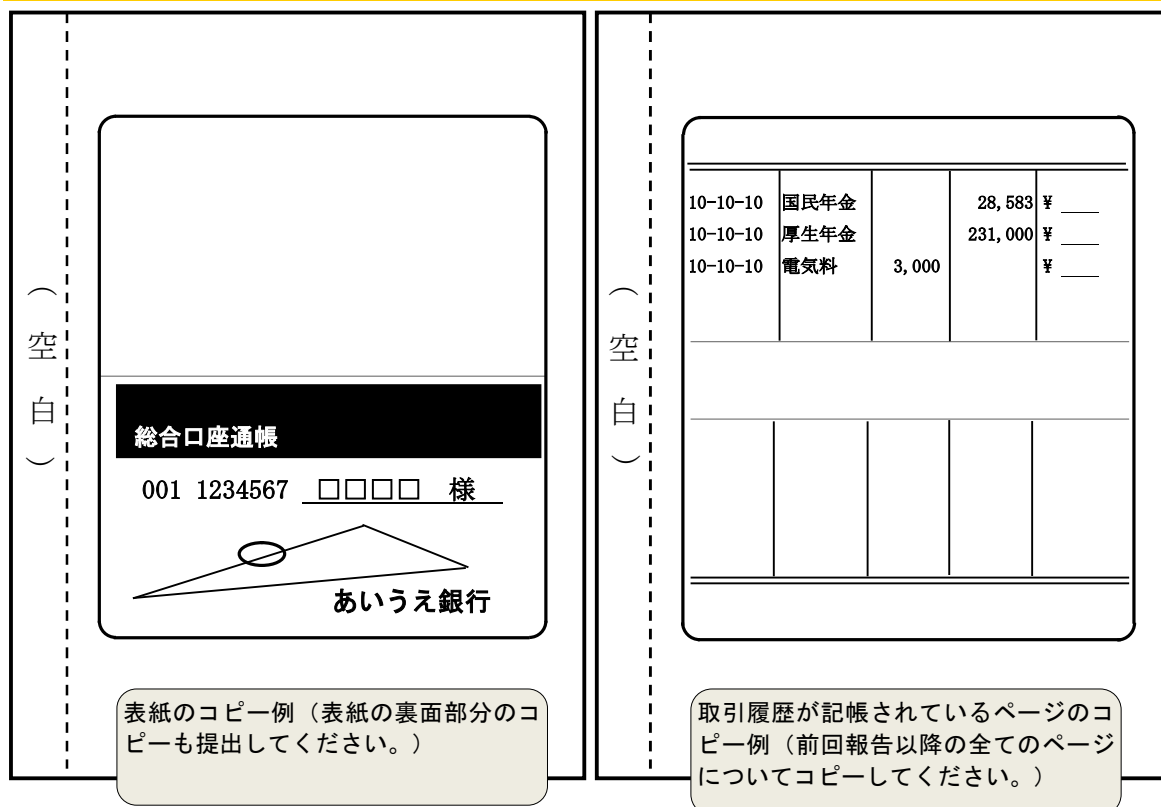 （空白）
総合口座通帳
001 1234567 □□□□ 様
あいうえ銀行
表紙のコピー例（表紙の裏面部分のコ
ピーも提出してください。）
（空白）
10-10-10 国民年金 28,583 ¥ ___
10-10-10 厚生年金 231,000 ¥ ___
10-10-10 電気料 3,000 ¥ ___
取引履歴が記帳されているページのコ
ピー例（前回報告以降の全てのページ
についてコピーしてください。）